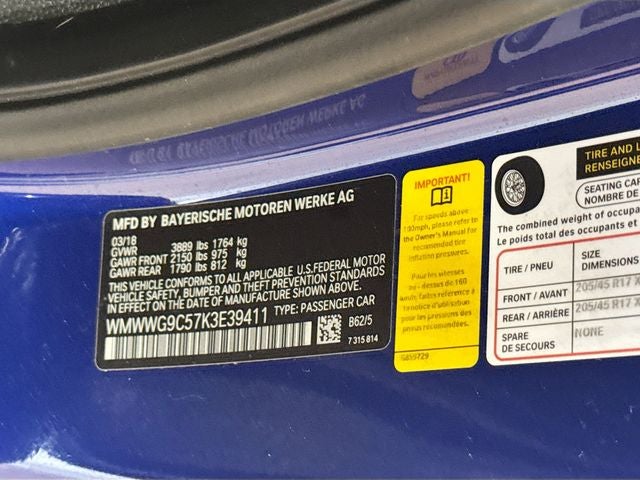 MFD BY BAYERISCHE MOTOREN WERKE AG
03/18
GVWR 3889 lbs 1764 kg
GAWR FRONT 2150 lbs 975 kg
GAWR REAR 1790 lbs 812 kg
THIS VEHICLE CONFORMS TO ALL APPLICABLE U.S.FEDERAL MOTOR
VEHICLE SAFETY, BUMPER AND THEFT PREVENTION STANDARDS
IN EFFECT ON THE DATE OF MANUFACTURE SHOWN ABOVE.
WMWWG9C57K3E39411 TYPE: PASSENGER CAR
B62/5
7 315 814
IMPORTANT!
For speeds above
100mph, please refer to
the Owner's Manual for
recommended tire
inflation pressures.
Pour les vitesses
au - dessus de 160
km/h, faites référence à
la notice d'utilisation
pour les pressions de
gonflage recommandées.
TIRE AND L
RENSEIGNE
SEATING CAP
NOMBRE DE
The combined weight of occupa
Le poids total des occupants et
TIRE / PNEU
SIZE
DIMENSIONS
FRONT / AVANT 205/45 R17 X
REAR / ARRIÈRE 205/45 R17 X
SPARE
DE SECOURS
NONE